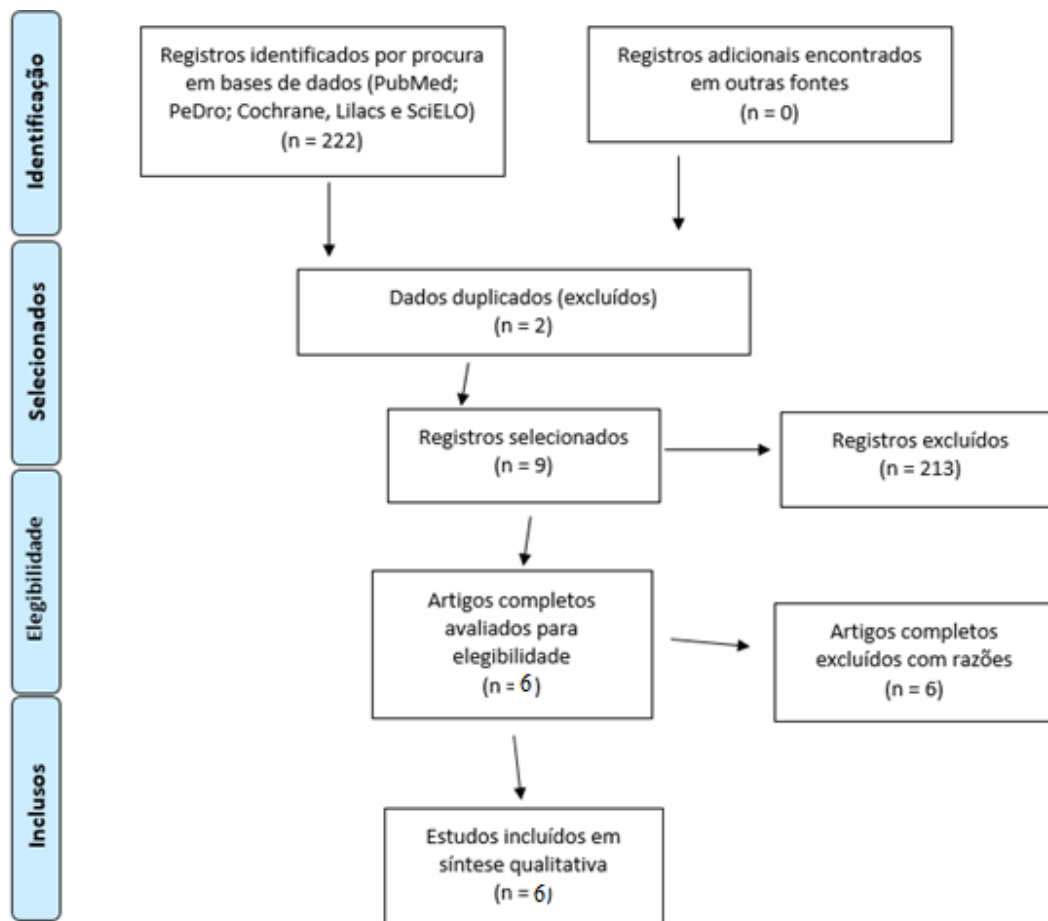 Identificação
Registros identificados por procura
em bases de dados (PubMed;
PeDro; Cochrane, Lilacs e SciELO)
(n = 222)
Registros adicionais encontrados
em outras fontes
(n = 0)
Selecionados
Dados duplicados (excluídos)
(n = 2)
Registros selecionados
(n = 9)
Registros excluídos
(n = 213)
Elegibilidade
Artigos completos
avaliados para
elegibilidade
(n = 6)
Artigos completos
excluídos com razões
(n = 6)
Inclusos
Estudos incluídos em
síntese qualitativa
(n = 6)